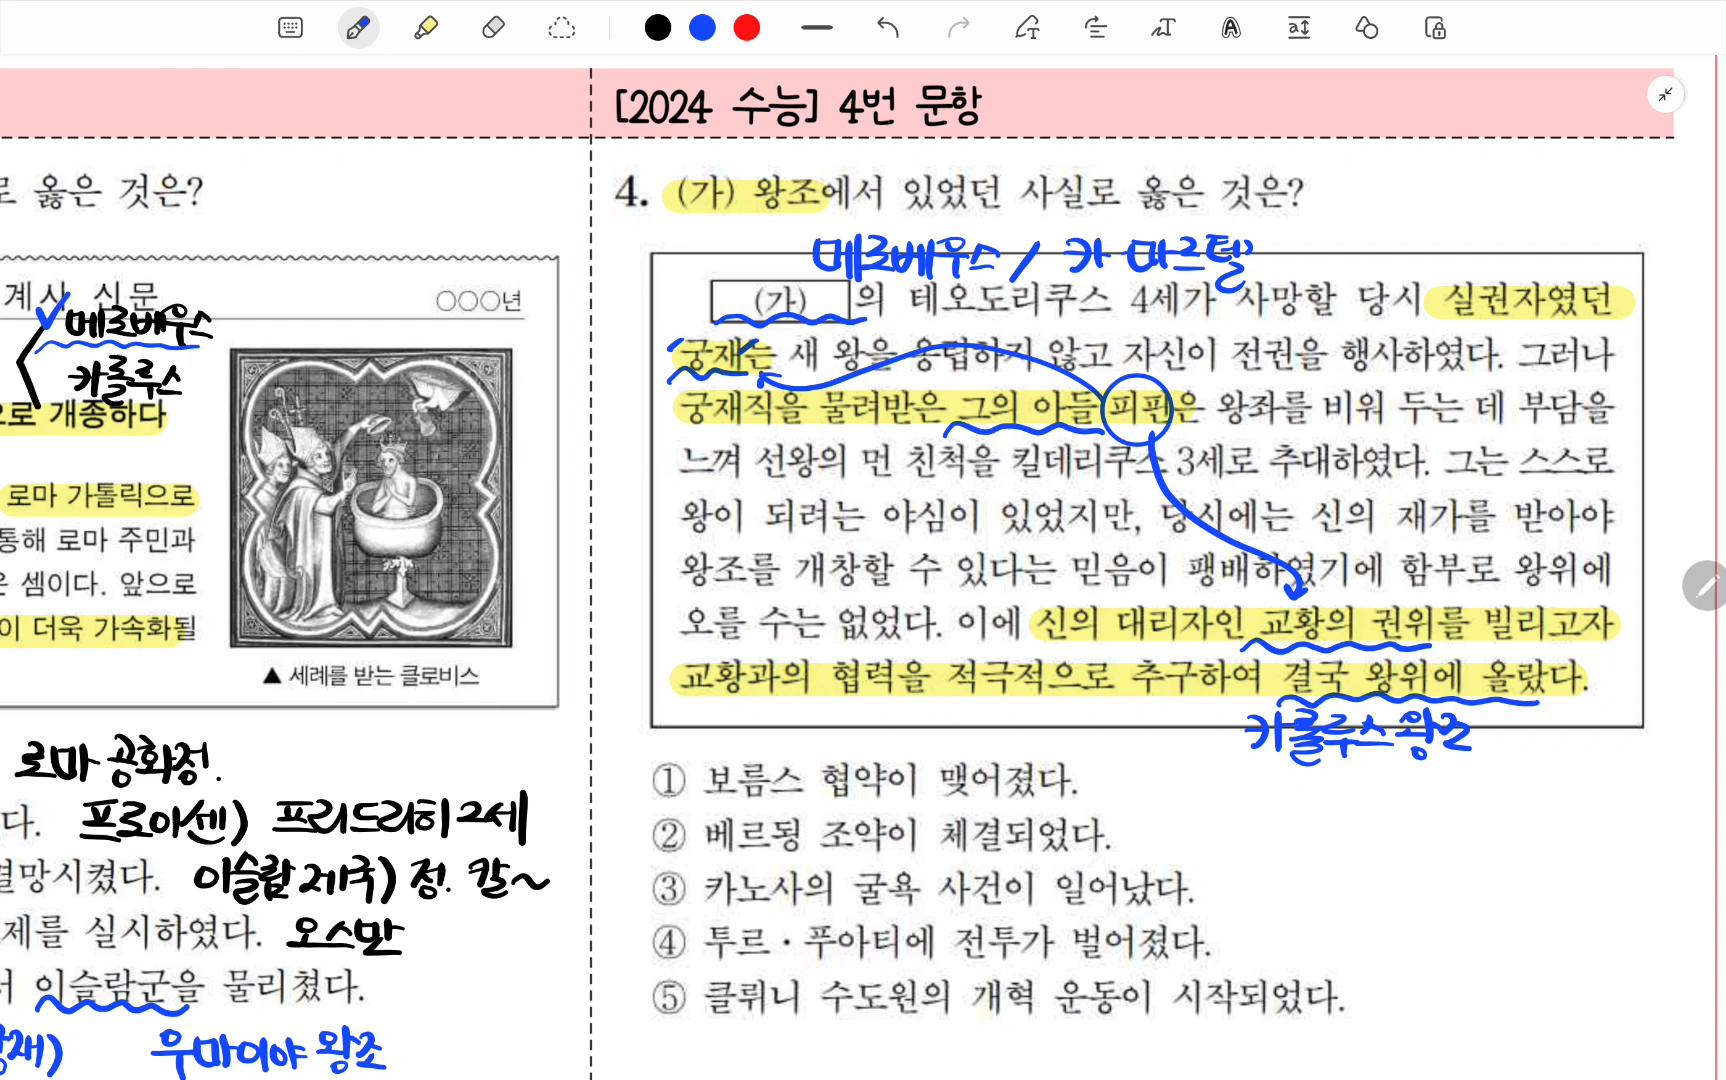 [2024 수능] 4번 문항
로 옳은 것은?
계사 신문
○○○년
메로베우스
카롤루스
으로 개종하다
로마 가톨릭으로
통해 로마 주민과
은 셈이다. 앞으로
이 더욱 가속화될
▲ 세례를 받는 클로비스
로마 공화정.
다. 프로이센) 프리드리히 2세
멸망시켰다. 이슬람 제국) 정. 칼~
제를 실시하였다. 오스만
서 이슬람군을 물리쳤다.
우마이야 왕조
4. (가) 왕조에서 있었던 사실로 옳은 것은?
메로베우스 / 카 마르텔
(가) 의 테오도리쿠스 4세가 사망할 당시 실권자였던
궁재는 새 왕을 옹립하지 않고 자신이 전권을 행사하였다. 그러나
궁재직을 물려받은 그의 아들 피핀은 왕좌를 비워 두는 데 부담을
느껴 선왕의 먼 친척을 킬데리쿠스 3세로 추대하였다. 그는 스스로
왕이 되려는 야심이 있었지만, 당시에는 신의 재가를 받아야
왕조를 개창할 수 있다는 믿음이 팽배하였기에 함부로 왕위에
오를 수는 없었다. 이에 신의 대리자인 교황의 권위를 빌리고자
교황과의 협력을 적극적으로 추구하여 결국 왕위에 올랐다.
카롤루스 왕조
① 보름스 협약이 맺어졌다.
② 베르됭 조약이 체결되었다.
③ 카노사의 굴욕 사건이 일어났다.
④ 투르·푸아티에 전투가 벌어졌다.
⑤ 클뤼니 수도원의 개혁 운동이 시작되었다.